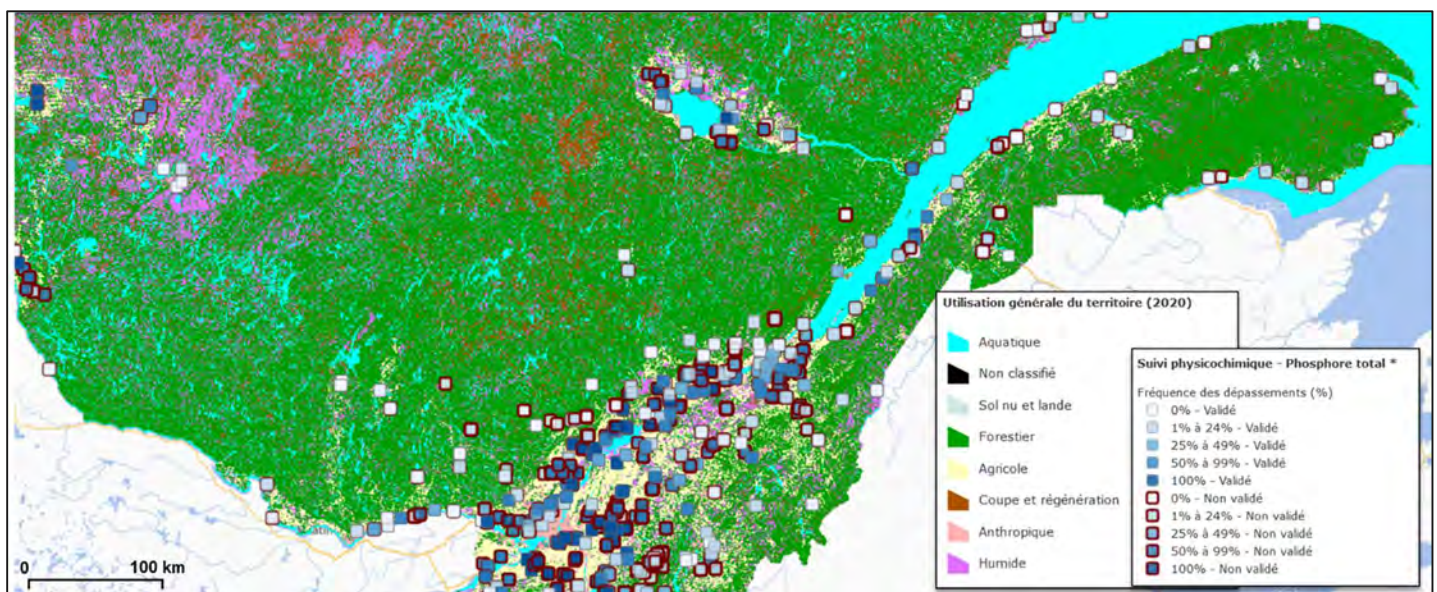 Utilisation générale du territoire (2020)
Aquatique
Non classifié
Sol nu et lande
Forestier
Agricole
Coupe et régénération
Anthropique
Humide
Suivi physicochimique - Phosphore total *
Fréquence des dépassements (%)
0% - Validé
1% à 24% - Validé
25% à 49% - Validé
50% à 99% - Validé
100% - Validé
0% - Non validé
1% à 24% - Non validé
25% à 49% - Non validé
50% à 99% - Non validé
100% - Non validé
0 100 km